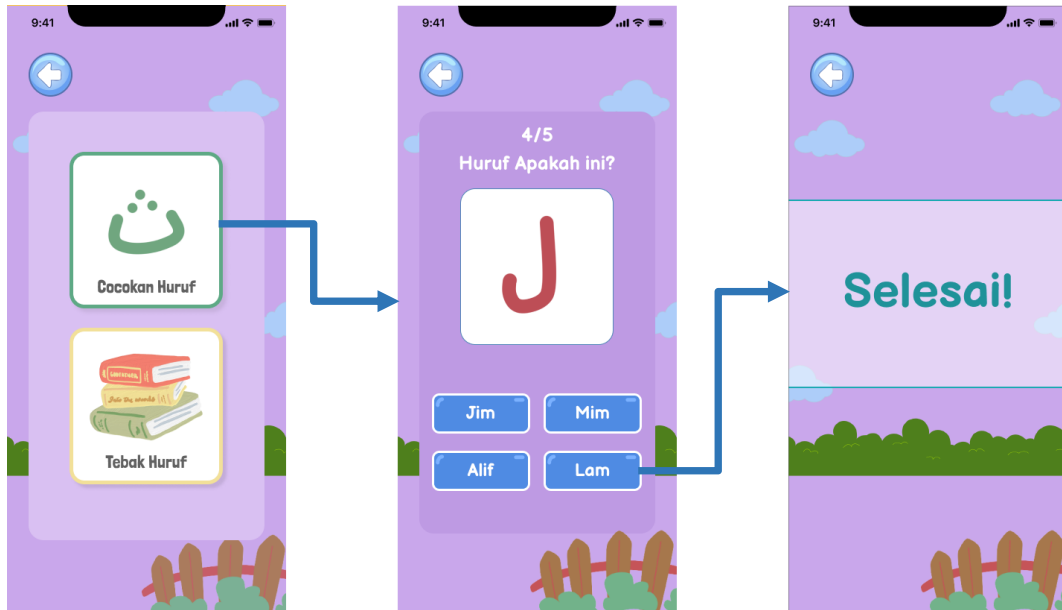 9:41
ث
Cocokan Huruf
Tebak Huruf
9:41
4/5
Huruf Apakah ini?
ل
Jim
Mim
Alif
Lam
9:41
Selesai!